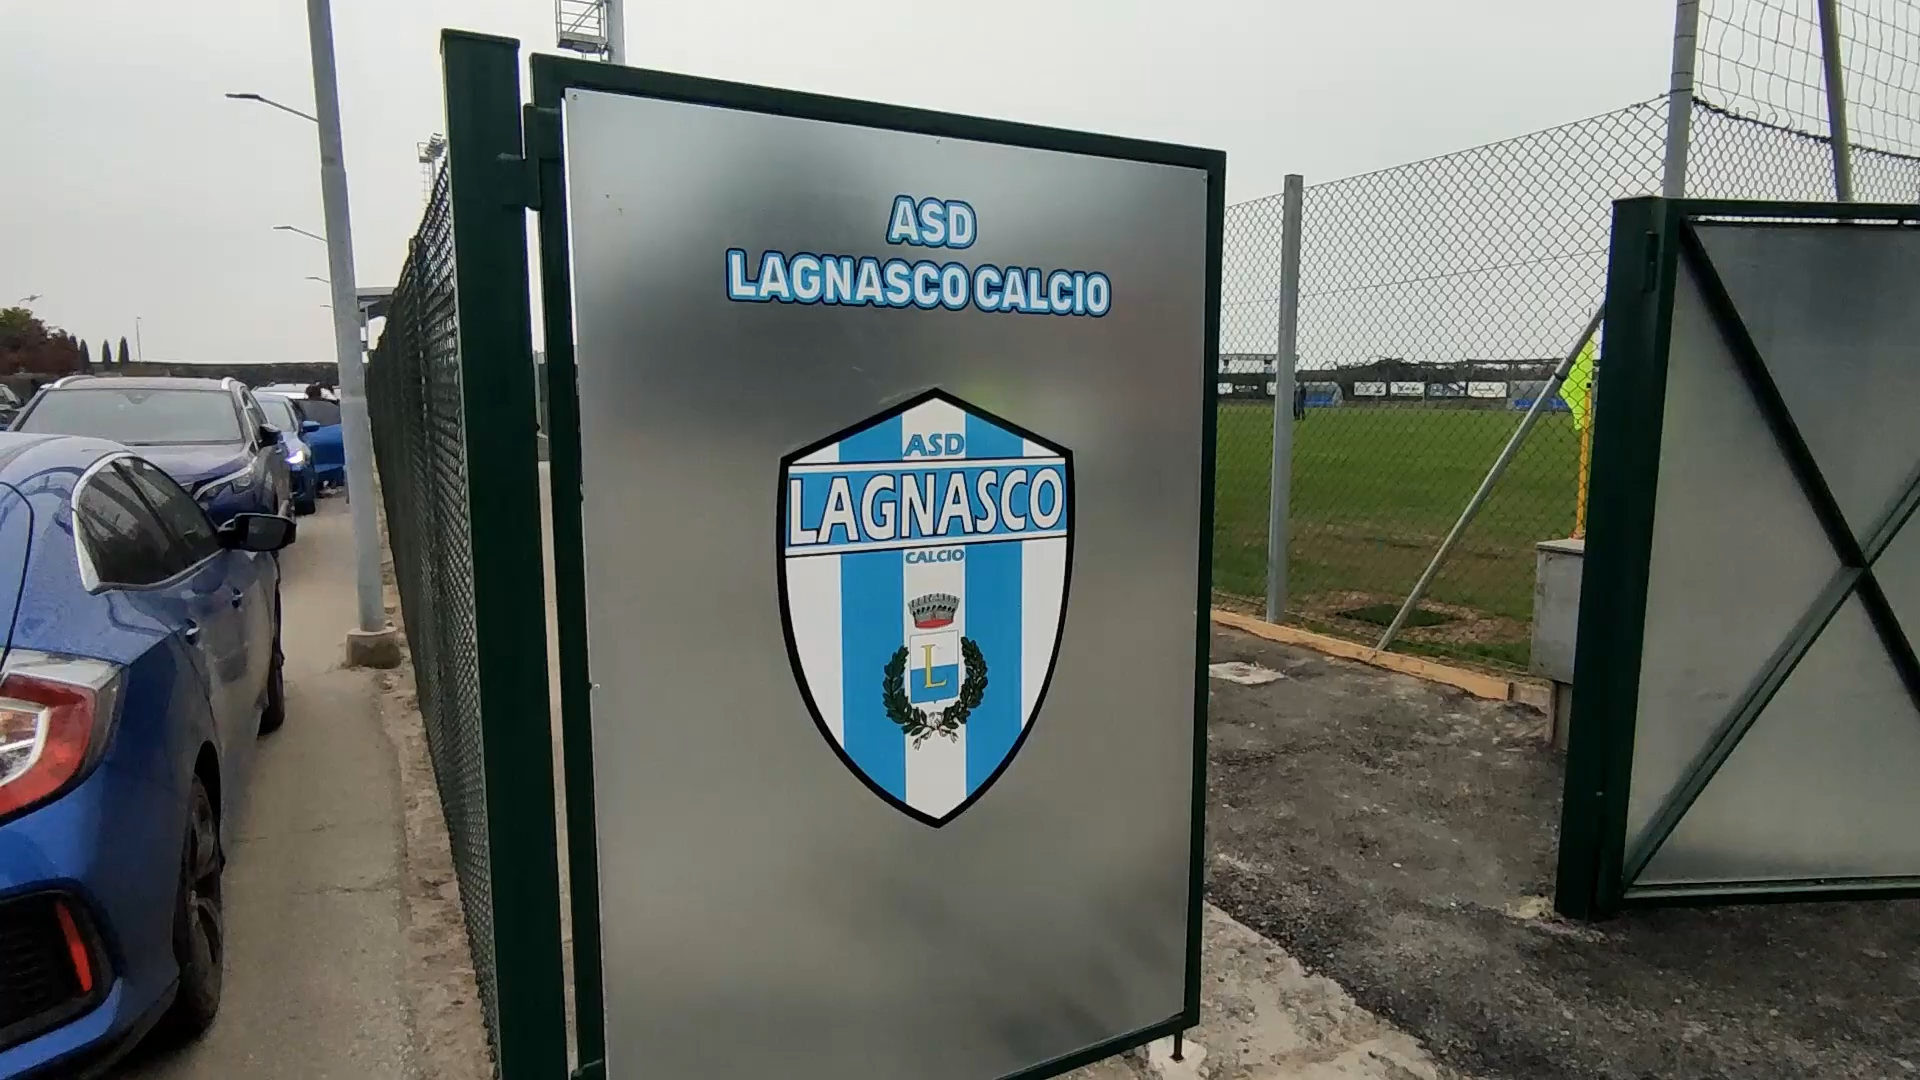 ASD
LAGNASCO CALCIO
ASD
LAGNASCO
CALCIO
L